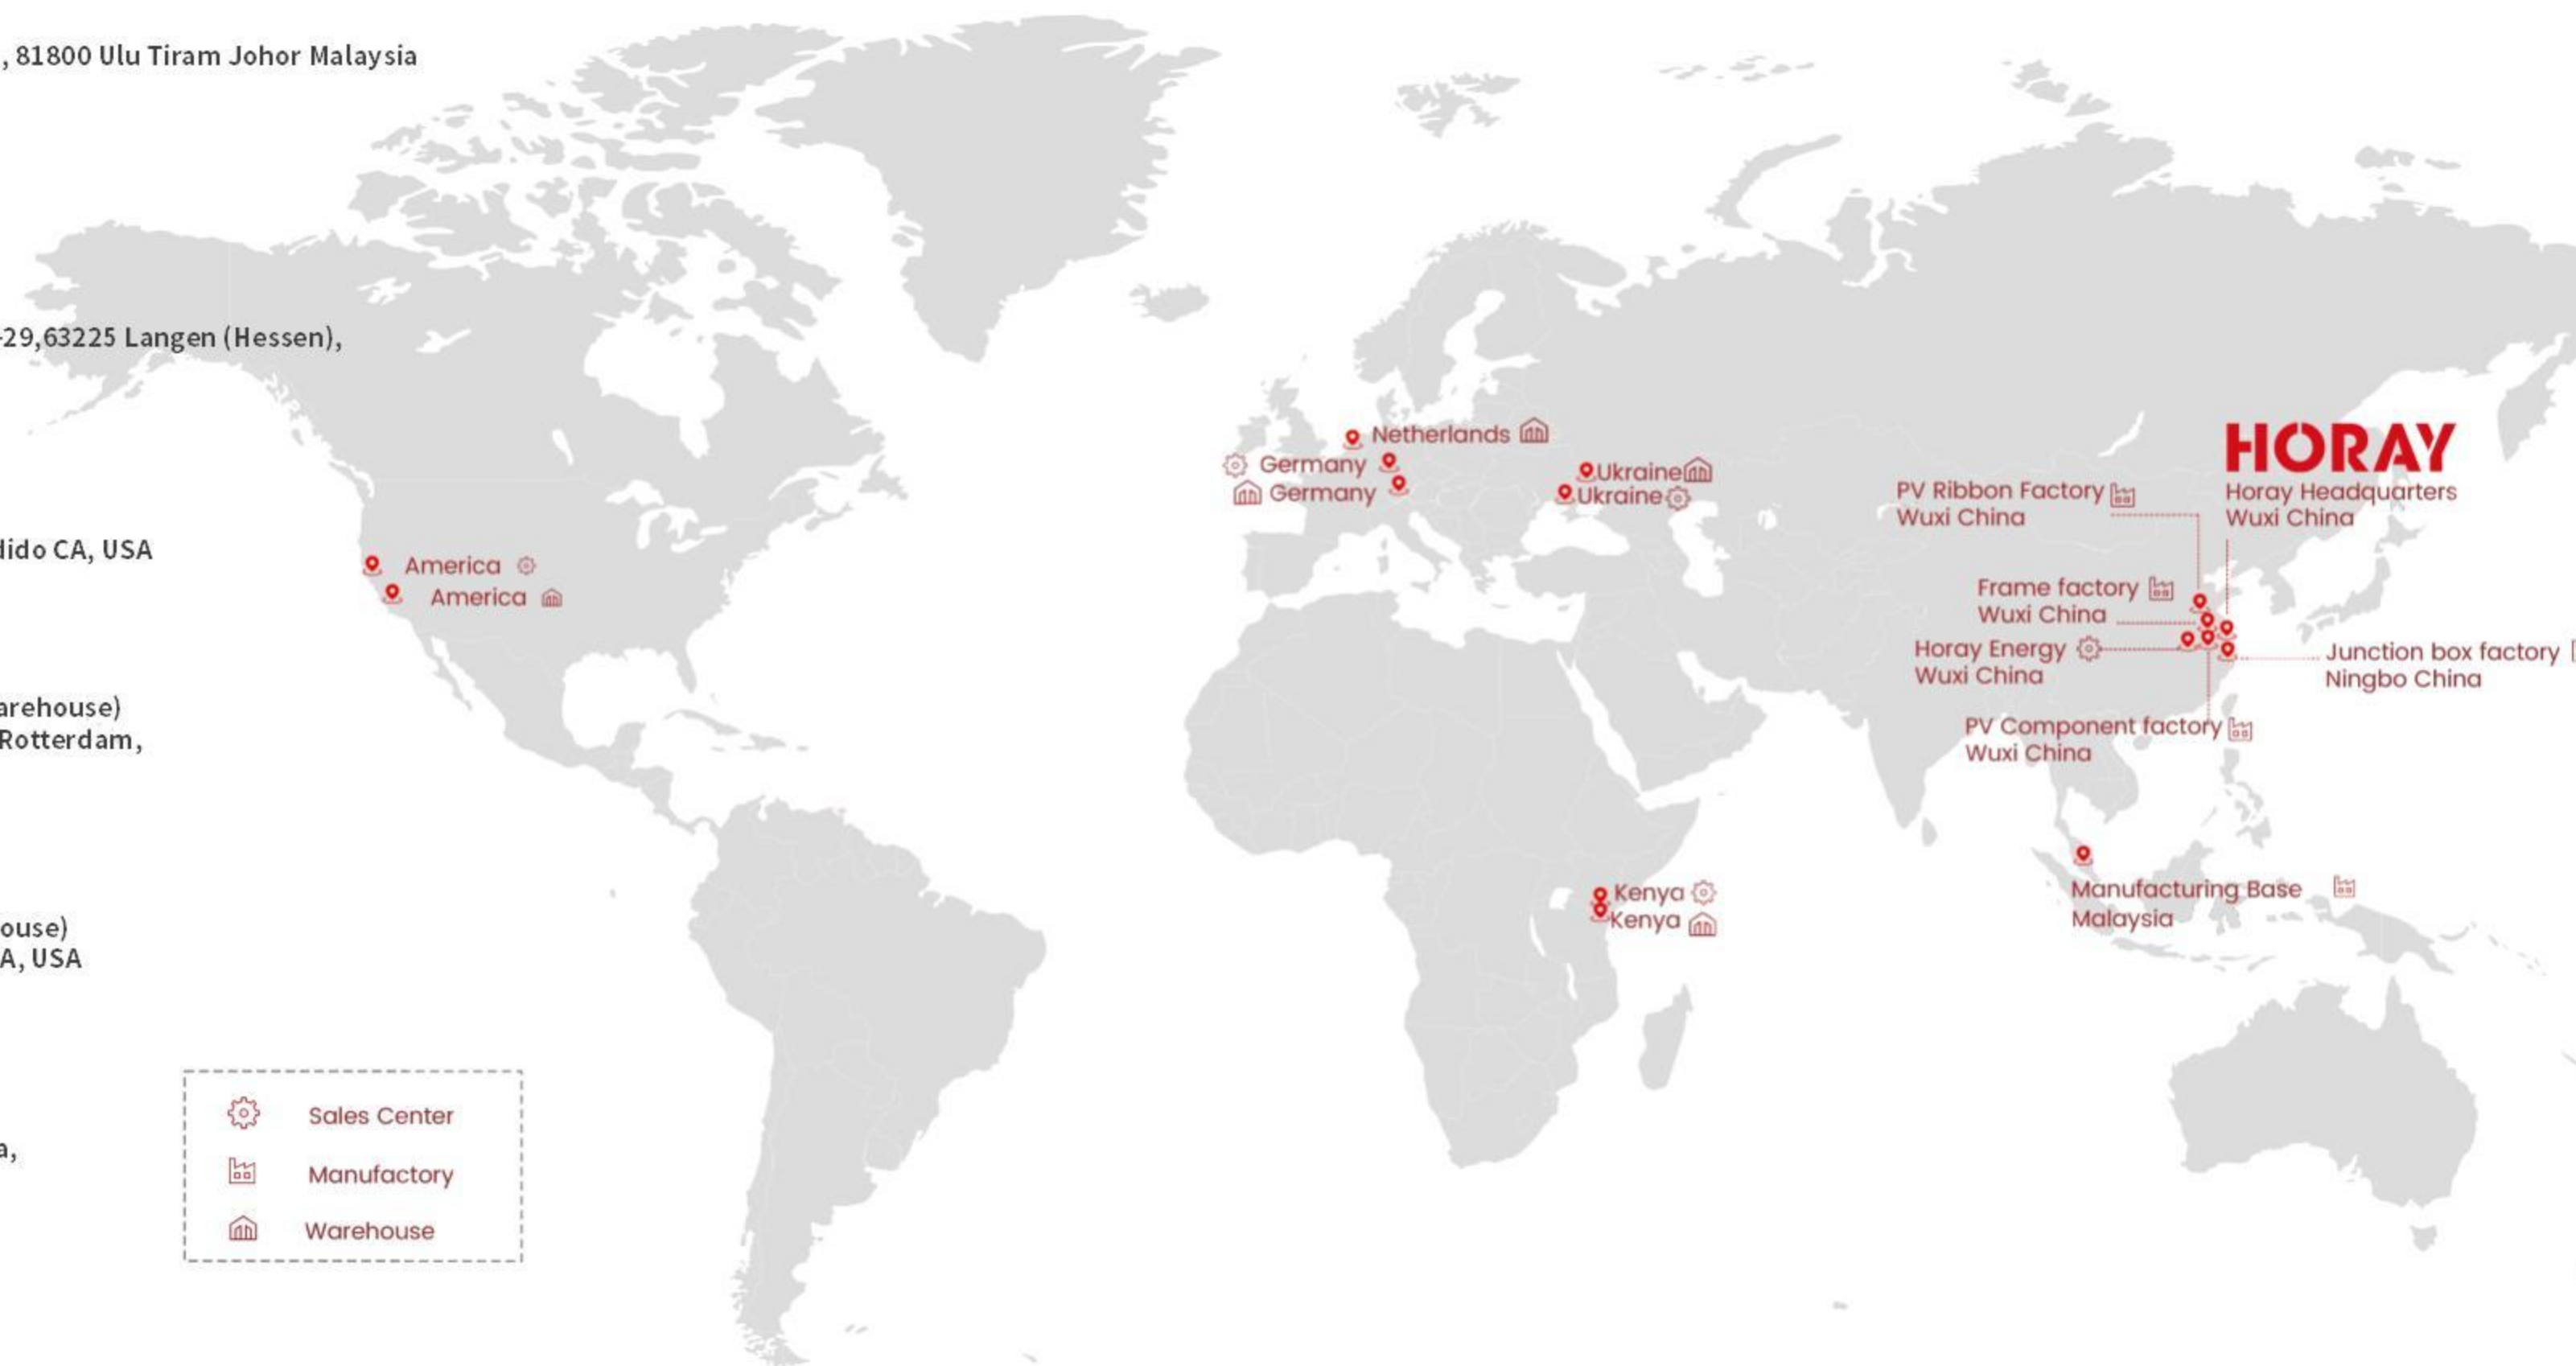 , 81800 Ulu Tiram Johor Malaysia
-29,63225 Langen (Hessen),
dido CA, USA
arehouse)
Rotterdam,
ouse)
A, USA
a,
Netherlands
Germany
Germany
Ukraine
Ukraine
America
America
HORAY
Horay Headquarters
Wuxi China
PV Ribbon Factory
Wuxi China
Frame factory
Wuxi China
Horay Energy
Wuxi China
Junction box factory
Ningbo China
PV Component factory
Wuxi China
Kenya
Kenya
Manufacturing Base
Malaysia
Sales Center
Manufactory
Warehouse